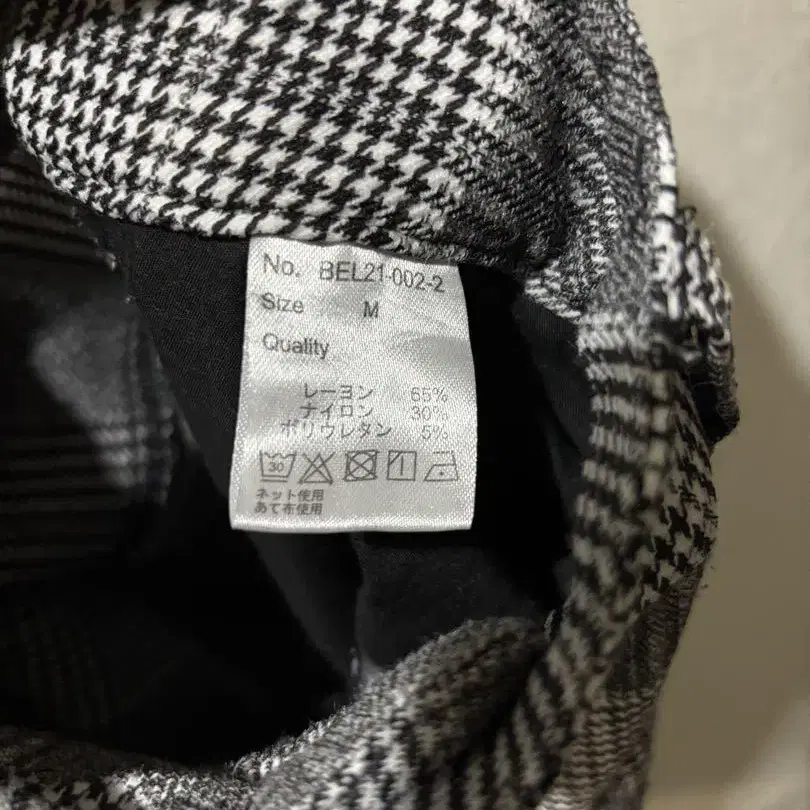 No. BEL21-002-2
Size M
Quality
レーヨン 65%
ナイロン 30%
ポリウレタン 5%
30
ネット使用
あて布使用